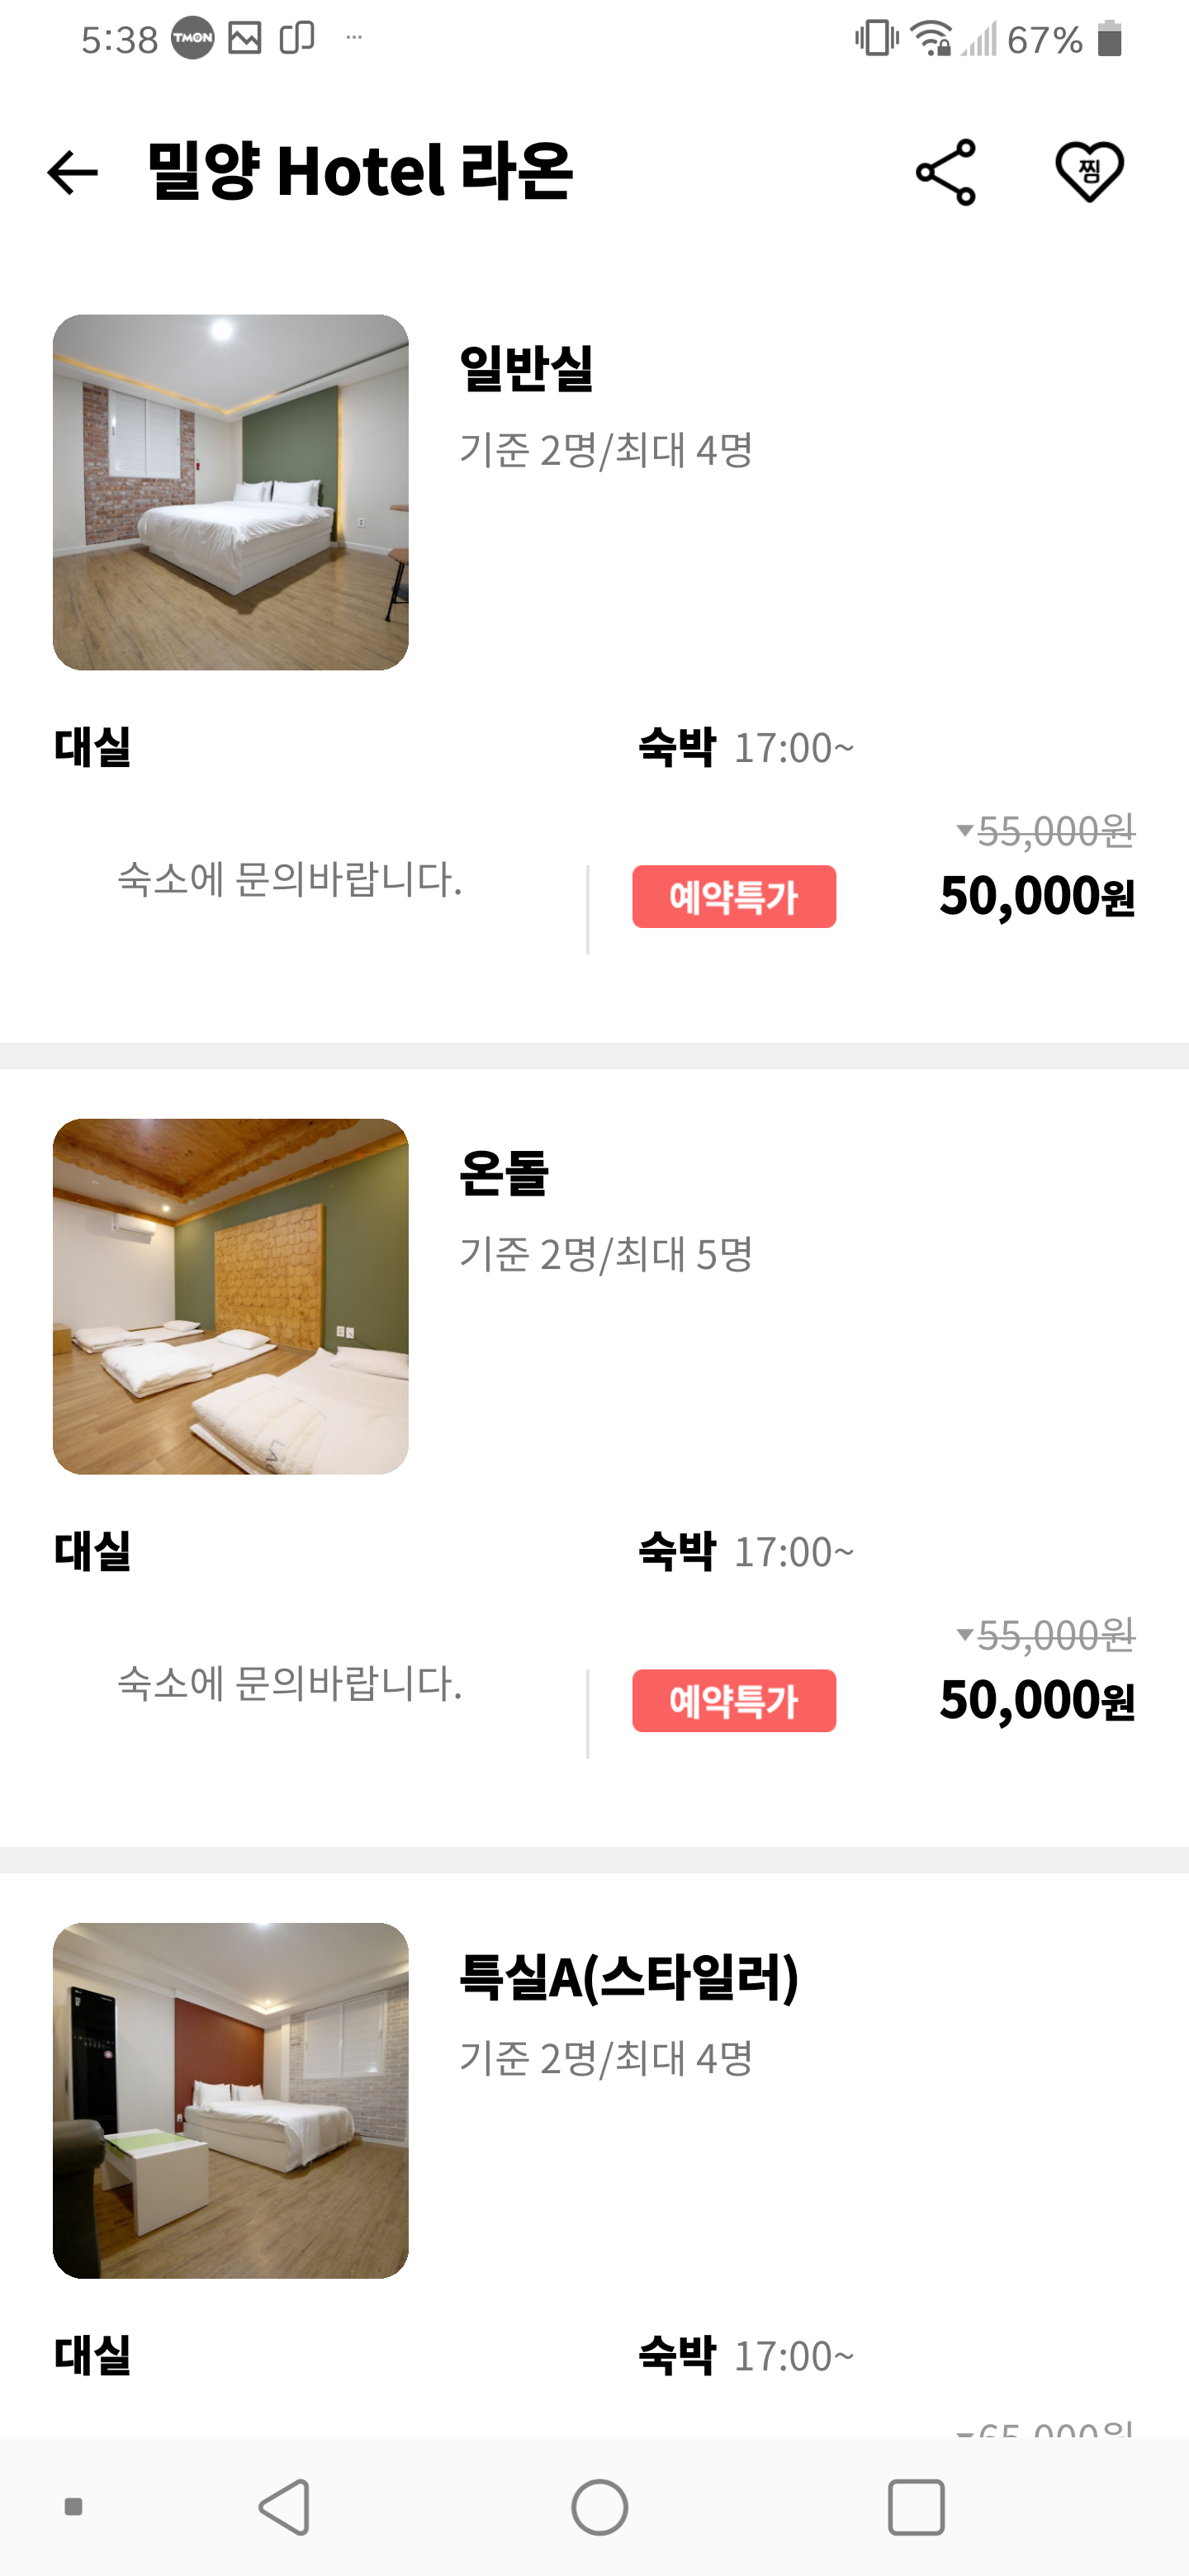 5:38 TMON ... 67%
밀양 Hotel 라온
찜
일반실
기준 2명/최대 4명
대실
숙박 17:00~
숙소에 문의바랍니다.
▼55,000원
예약특가 50,000원
온돌
기준 2명/최대 5명
대실
숙박 17:00~
숙소에 문의바랍니다.
▼55,000원
예약특가 50,000원
특실A(스타일러)
기준 2명/최대 4명
대실
숙박 17:00~
▼65,000원